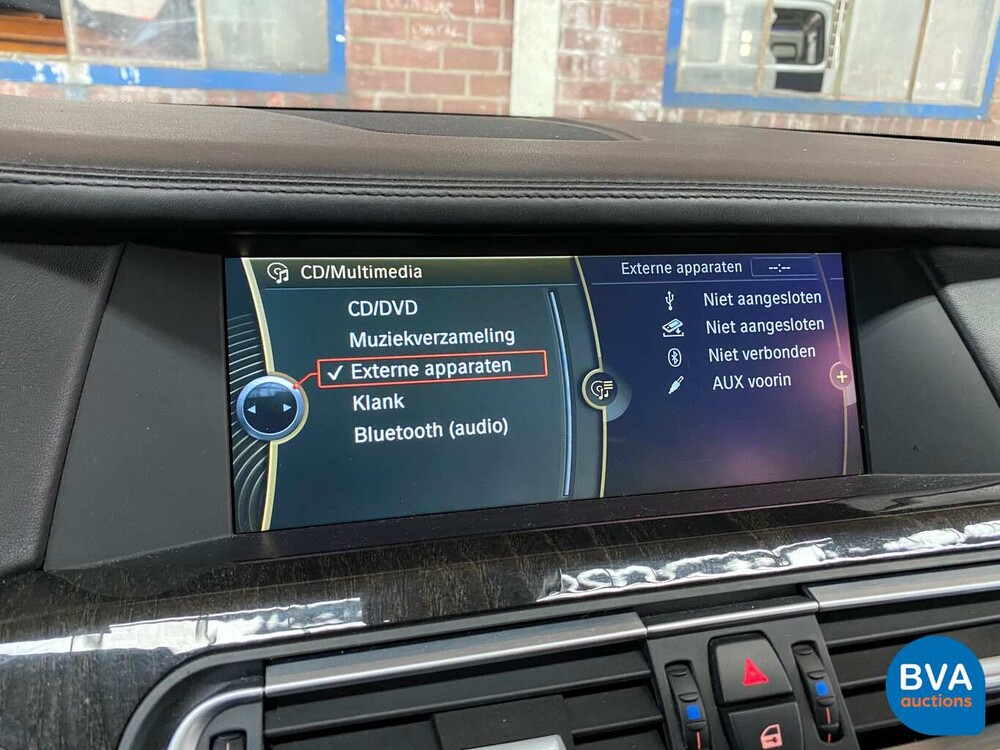 CD/Multimedia
CD/DVD
Muziekverzameling
Externe apparaten
Klank
Bluetooth (audio)
Externe apparaten --:--
Niet aangesloten
Niet aangesloten
Niet verbonden
AUX voorin
BVA
auctions